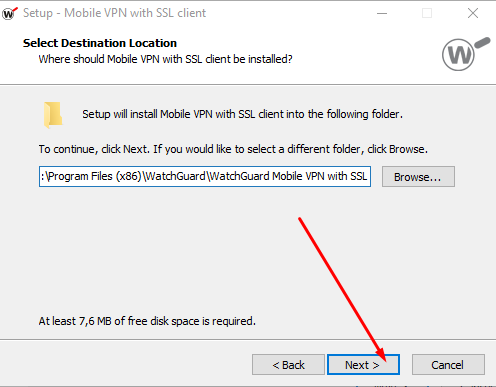 Setup - Mobile VPN with SSL client
Select Destination Location
Where should Mobile VPN with SSL client be installed?
W
Setup will install Mobile VPN with SSL client into the following folder.
To continue, click Next. If you would like to select a different folder, click Browse.
:\Program Files (x86)\WatchGuard\WatchGuard Mobile VPN with SSL
Browse...
At least 7,6 MB of free disk space is required.
< Back
Next >
Cancel